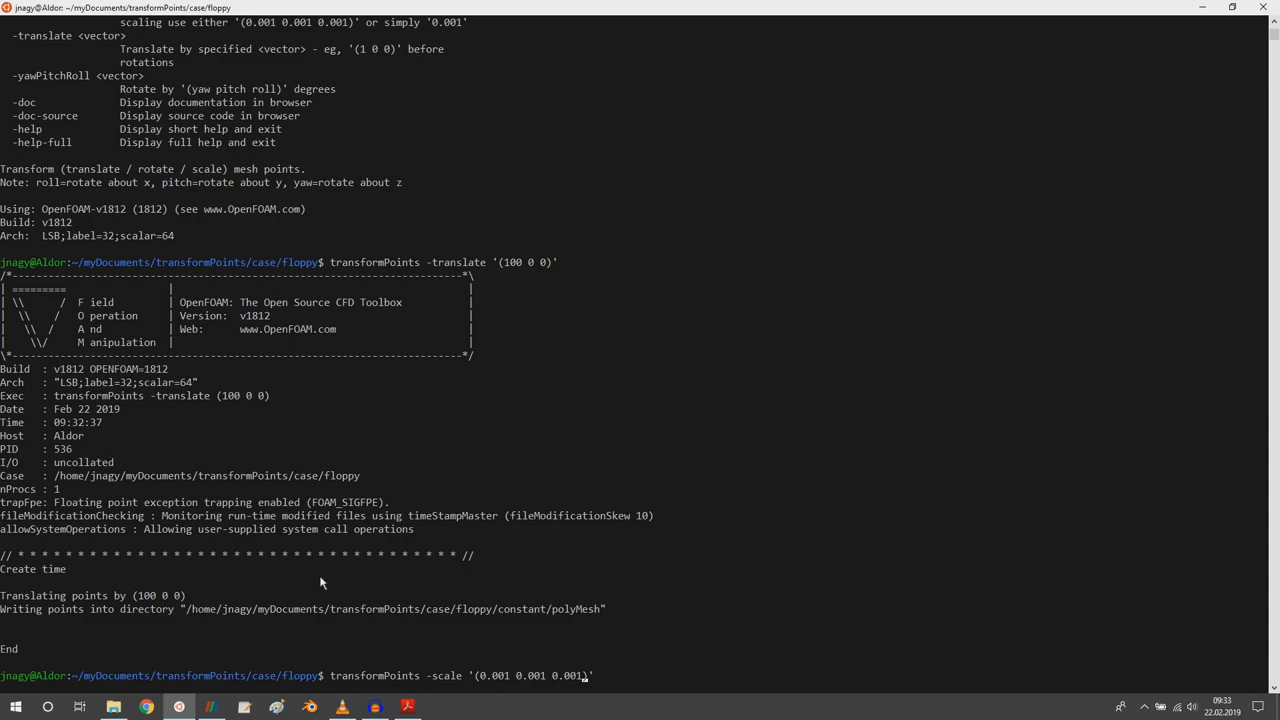 jnagy@Aldor: ~/myDocuments/transformPoints/case/floppy
scaling use either '(0.001 0.001 0.001)' or simply '0.001'
-translate <vector>
Translate by specified <vector> - eg, '(1 0 0)' before
rotations
-yawPitchRoll <vector>
Rotate by '(yaw pitch roll)' degrees
-doc Display documentation in browser
-doc-source Display source code in browser
-help Display short help and exit
-help-full Display full help and exit
Transform (translate / rotate / scale) mesh points.
Note: roll=rotate about x, pitch=rotate about y, yaw=rotate about z
Using: OpenFOAM-v1812 (1812) (see www.OpenFOAM.com)
Build: v1812
Arch: LSB;label=32;scalar=64
jnagy@Aldor:~/myDocuments/transformPoints/case/floppy$ transformPoints -translate '(100 0 0)'
/*---------------------------------------------------------------------------*\
| ========= | |
| \\ / F ield | OpenFOAM: The Open Source CFD Toolbox |
| \\ / O peration | Version: v1812 |
| \\ / A nd | Web: www.OpenFOAM.com |
| \\/ M anipulation | |
\*---------------------------------------------------------------------------*/
Build : v1812 OPENFOAM=1812
Arch : "LSB;label=32;scalar=64"
Exec : transformPoints -translate (100 0 0)
Date : Feb 22 2019
Time : 09:32:37
Host : Aldor
PID : 536
I/O : uncollated
Case : /home/jnagy/myDocuments/transformPoints/case/floppy
nProcs : 1
trapFpe: Floating point exception trapping enabled (FOAM_SIGFPE).
fileModificationChecking : Monitoring run-time modified files using timeStampMaster (fileModificationSkew 10)
allowSystemOperations : Allowing user-supplied system call operations
// * * * * * * * * * * * * * * * * * * * * * * * * * * * * * * * * * * * * * //
Create time
Translating points by (100 0 0)
Writing points into directory "/home/jnagy/myDocuments/transformPoints/case/floppy/constant/polyMesh"
End
jnagy@Aldor:~/myDocuments/transformPoints/case/floppy$ transformPoints -scale '(0.001 0.001 0.001)'
09:33
22.02.2019